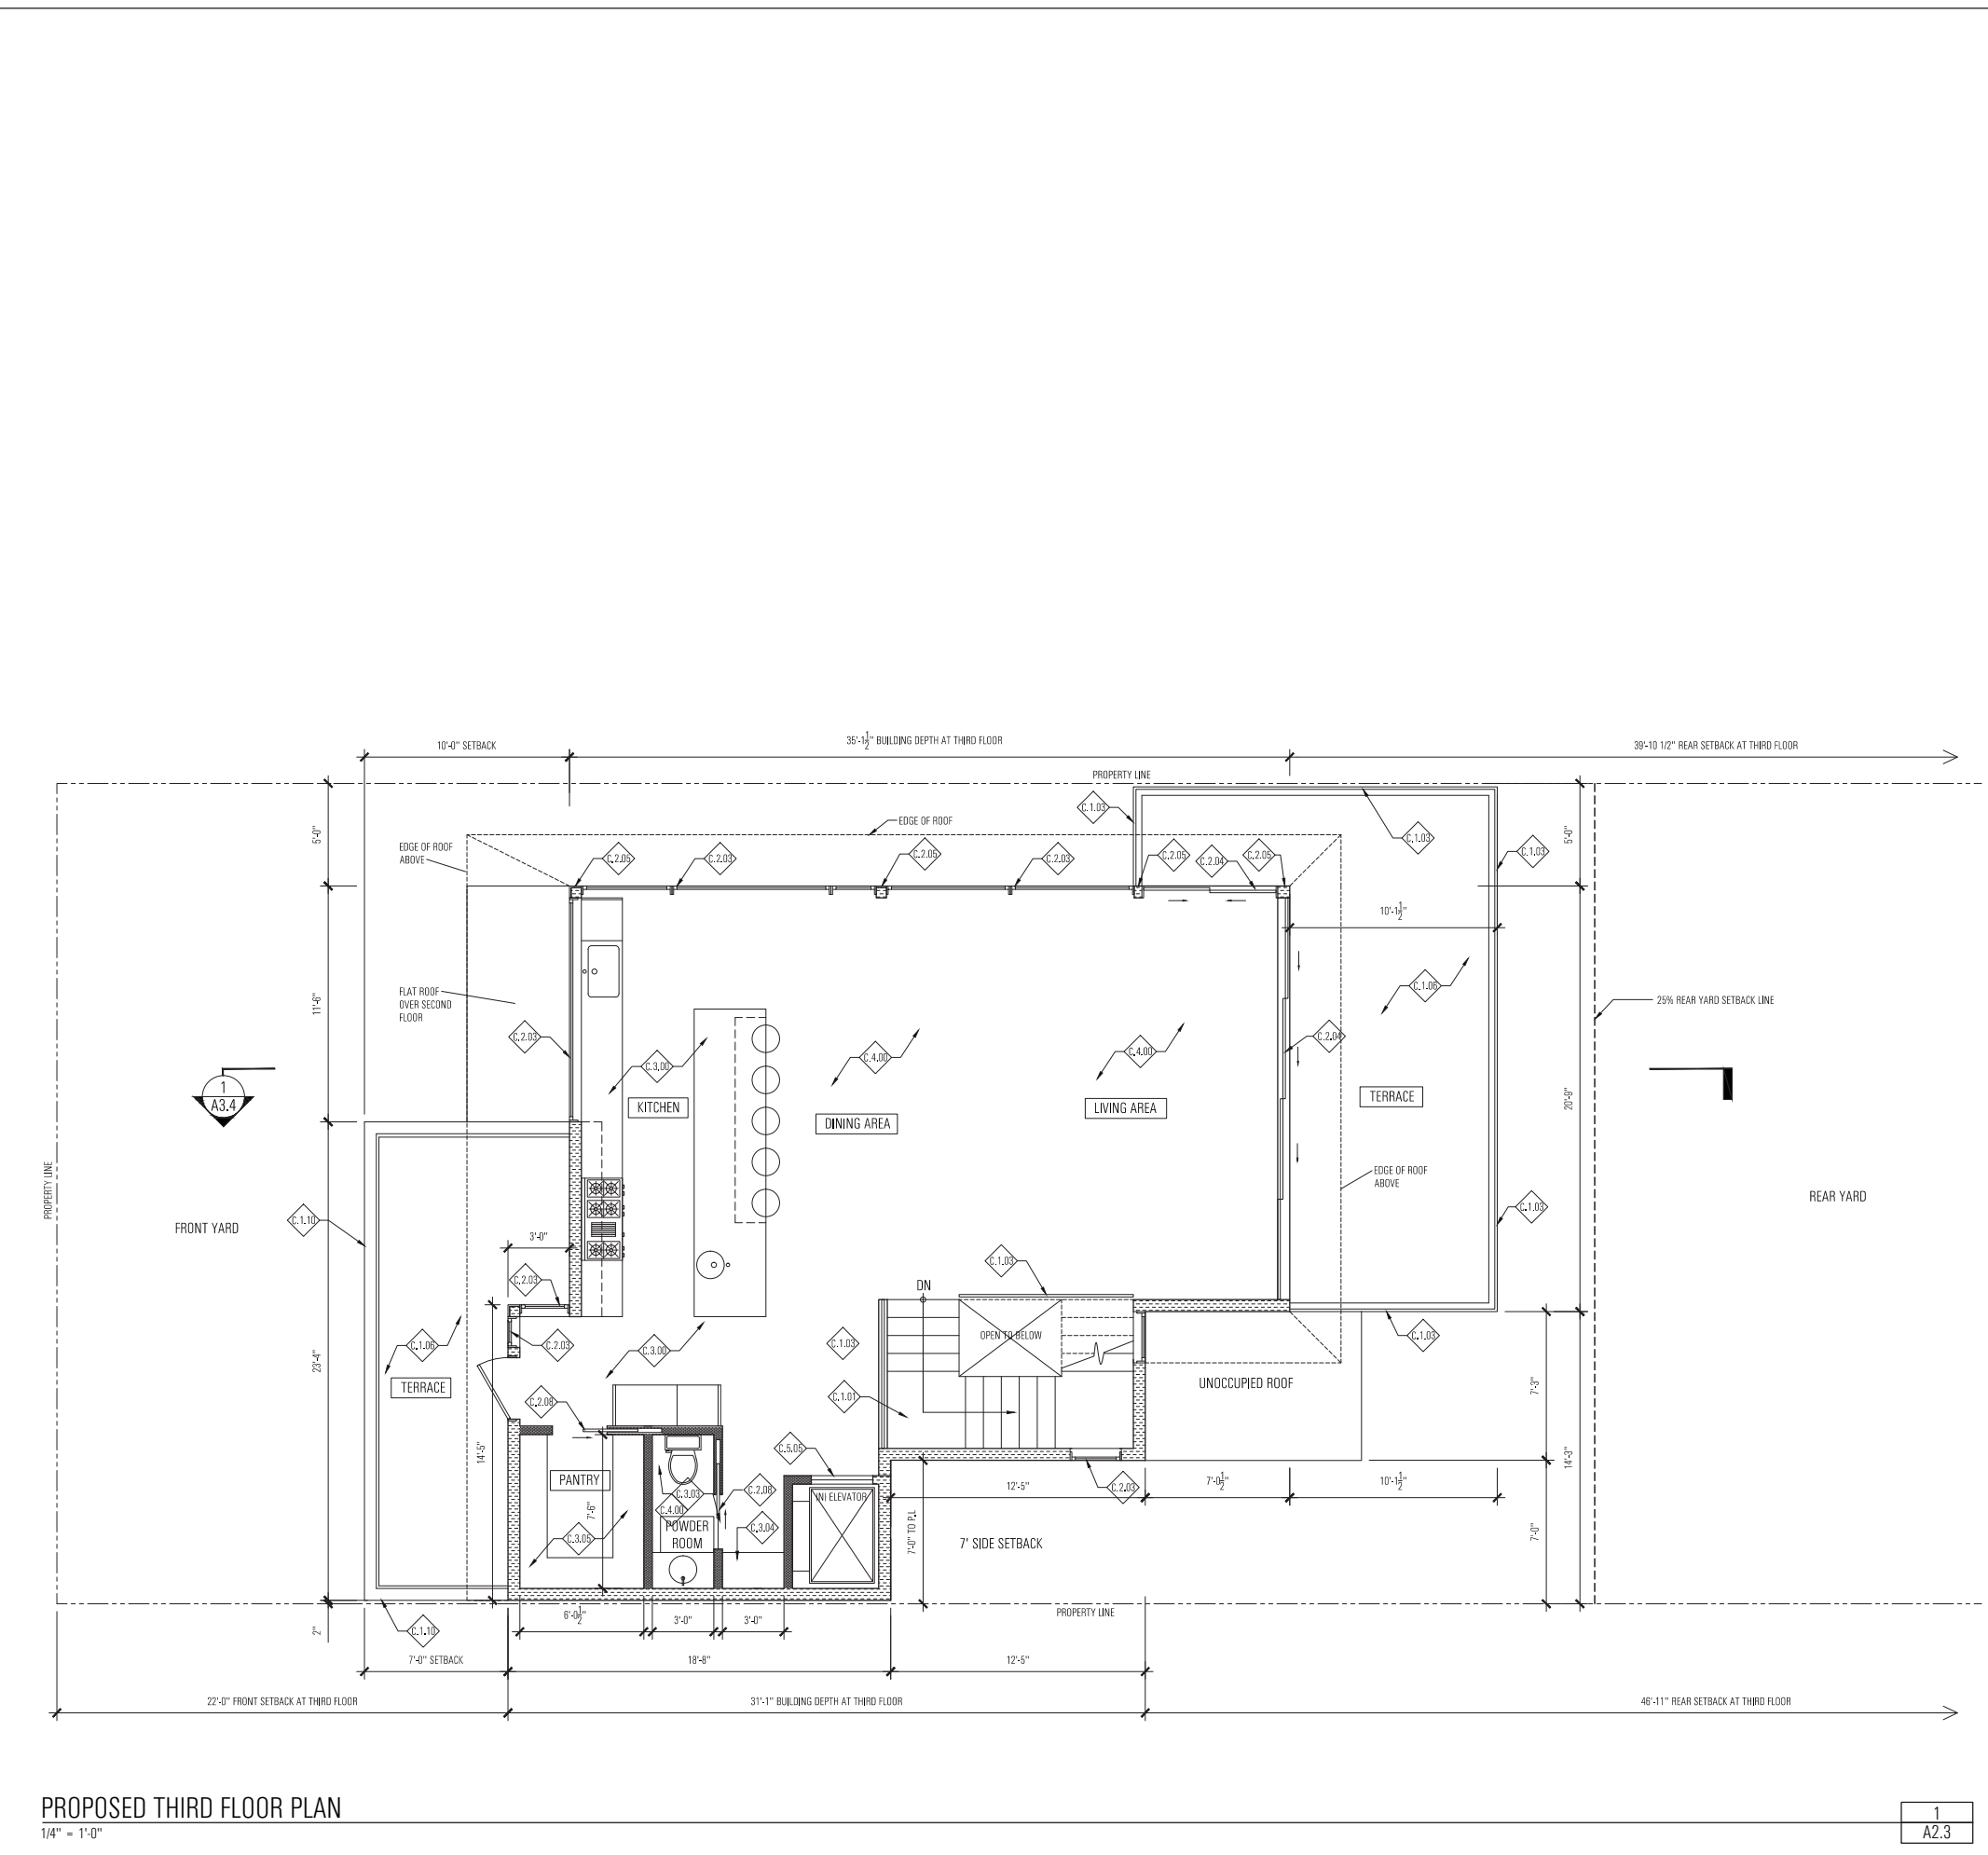 10'-0" SETBACK
35'-1½" BUILDING DEPTH AT THIRD FLOOR
39'-10 1/2" REAR SETBACK AT THIRD FLOOR
PROPERTY LINE
C.1.03
EDGE OF ROOF
C.1.03
5'-0"
5'-0"
EDGE OF ROOF
ABOVE
C.2.05
C.2.03
C.2.05
C.2.03
C.2.05
C.2.04
C.2.05
C.1.03
10'-1½"
FLAT ROOF
OVER SECOND
FLOOR
11'-6"
C.1.06
25% REAR YARD SETBACK LINE
C.2.03
C.3.00
C.4.00
C.4.00
C.2.04
1
A3.4
KITCHEN
DINING AREA
LIVING AREA
TERRACE
20'-9"
EDGE OF ROOF
ABOVE
PROPERTY LINE
FRONT YARD
C.1.10
REAR YARD
C.1.03
3'-0"
C.2.03
C.1.03
DN
OPEN TO BELOW
C.1.03
C.1.06
C.2.03
C.3.00
C.1.03
23'-4"
TERRACE
UNOCCUPIED ROOF
7'-3"
C.2.08
C.1.01
14'-5"
C.5.05
14'-3"
PANTRY
C.3.03
C.2.08
MINI ELEVATOR
12'-5"
C.2.03
7'-0½"
10'-1½"
7'-6"
C.4.00
POWDER
ROOM
C.3.05
C.3.04
7'-0" TO P.L
7' SIDE SETBACK
7'-0"
6'-0½"
3'-0"
3'-0"
PROPERTY LINE
2"
C.1.10
7'-0" SETBACK
18'-8"
12'-5"
22'-0" FRONT SETBACK AT THIRD FLOOR
31'-1" BUILDING DEPTH AT THIRD FLOOR
46'-11" REAR SETBACK AT THIRD FLOOR
PROPOSED THIRD FLOOR PLAN
1/4" = 1'-0"
1
A2.3